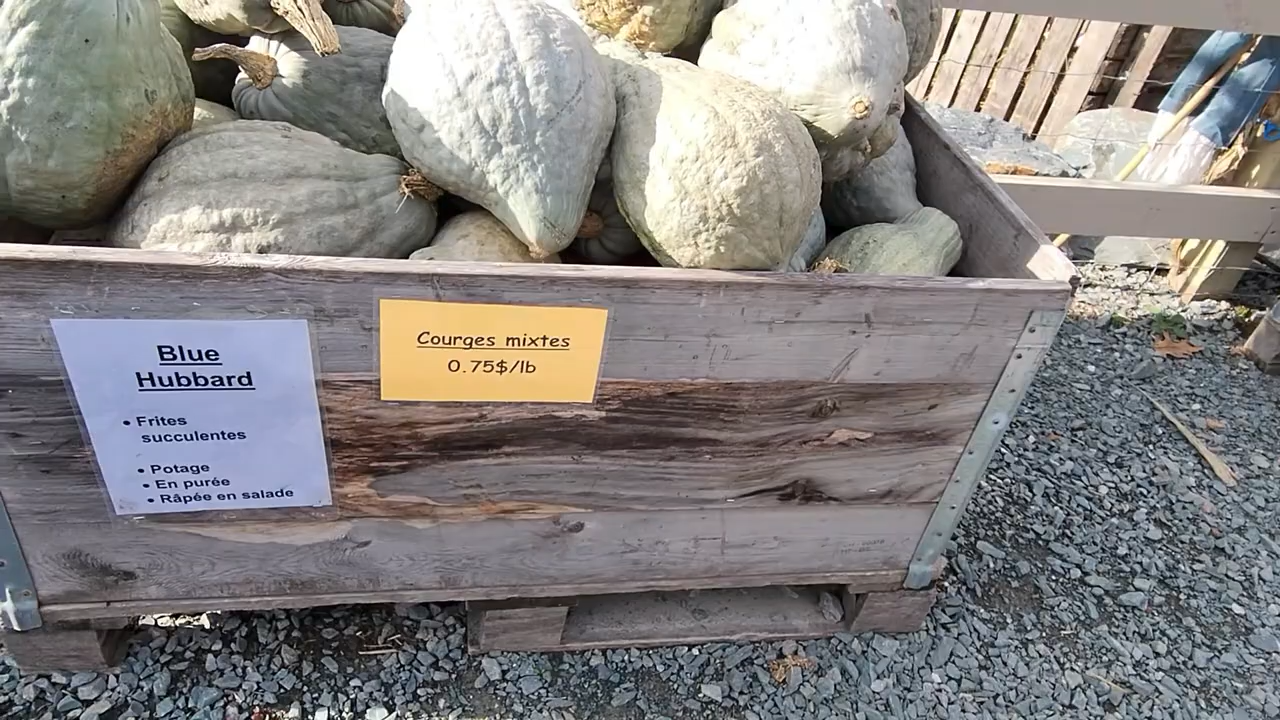 Blue
Hubbard
• Frites
succulentes
• Potage
• En purée
• Râpée en salade
Courges mixtes
0.75$/lb